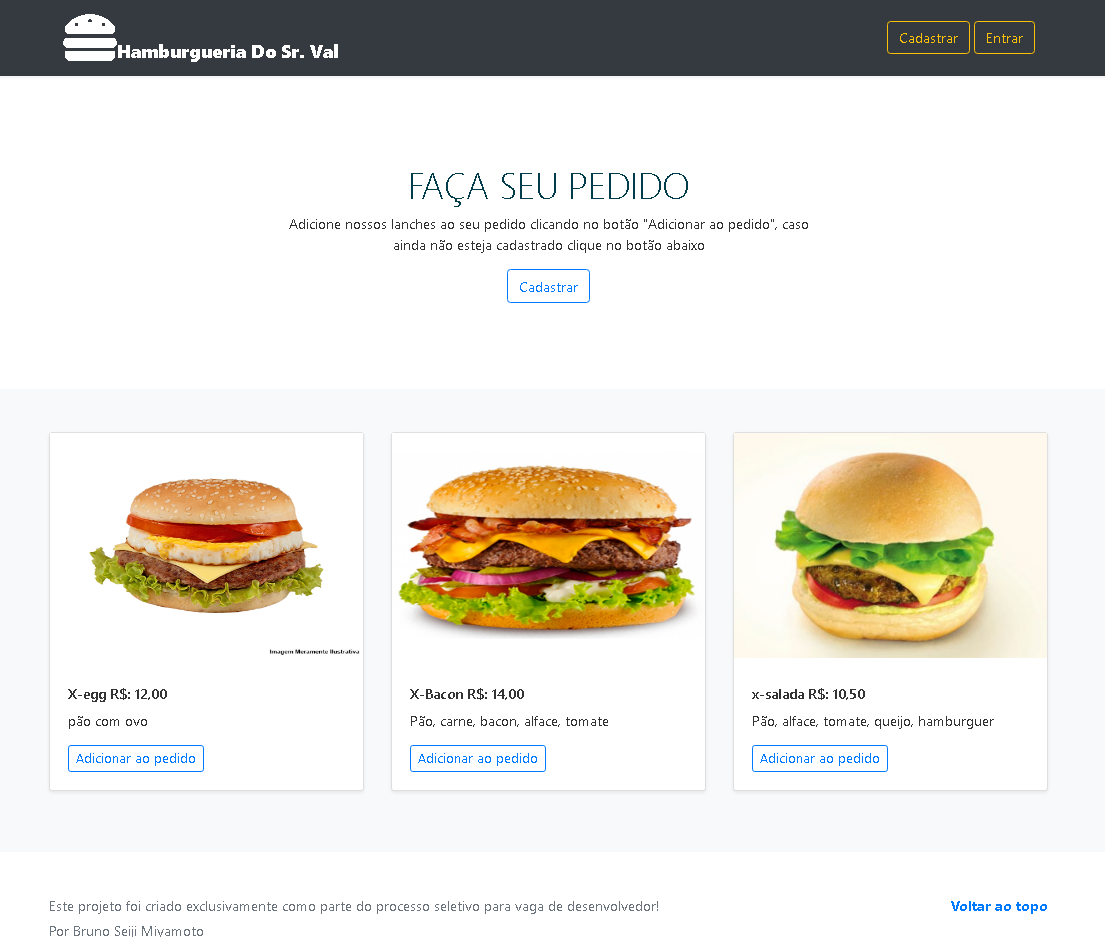 Hamburgueria Do Sr. Val
Cadastrar
Entrar
FAÇA SEU PEDIDO
Adicione nossos lanches ao seu pedido clicando no botão "Adicionar ao pedido", caso
ainda não esteja cadastrado clique no botão abaixo
Cadastrar
Imagem Meramente Ilustrativa
X-egg R$: 12,00
pão com ovo
Adicionar ao pedido
X-Bacon R$: 14,00
Pão, carne, bacon, alface, tomate
Adicionar ao pedido
x-salada R$: 10,50
Pão, alface, tomate, queijo, hamburguer
Adicionar ao pedido
Este projeto foi criado exclusivamente como parte do processo seletivo para vaga de desenvolvedor!
Voltar ao topo
Por Bruno Seiji Miyamoto